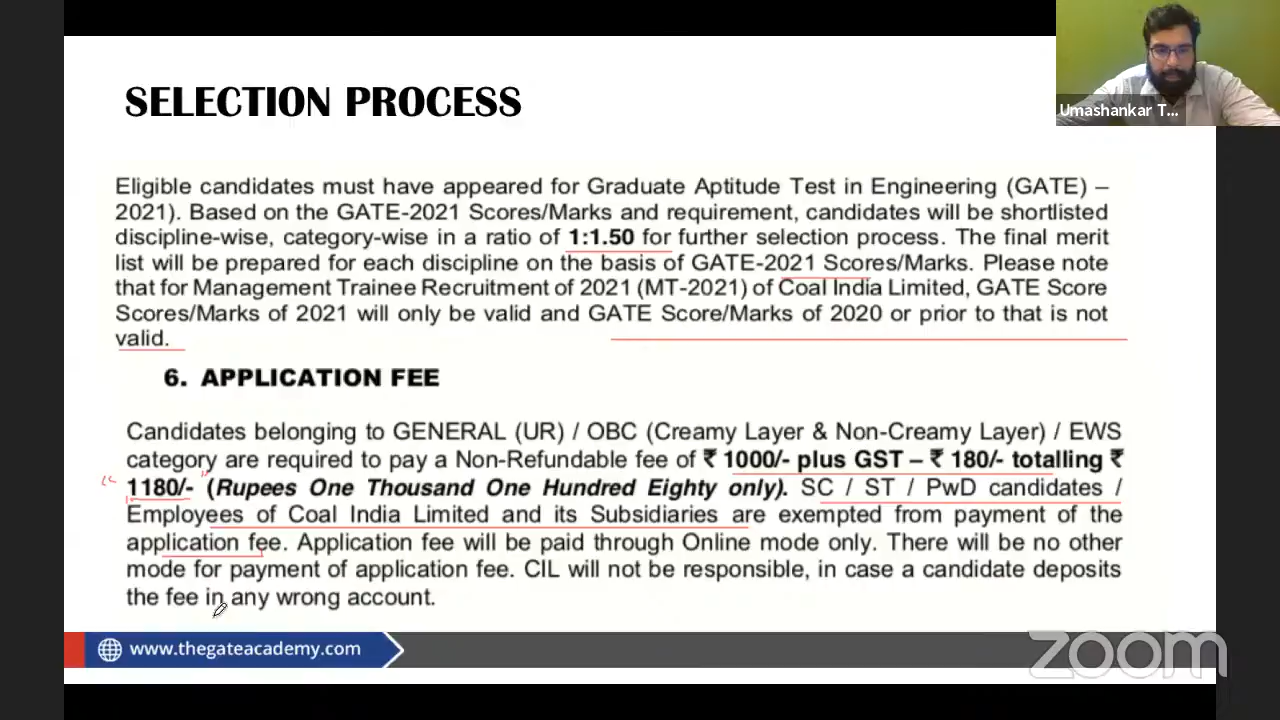 SELECTION PROCESS
Umashankar T...
Eligible candidates must have appeared for Graduate Aptitude Test in Engineering (GATE) –
2021). Based on the GATE-2021 Scores/Marks and requirement, candidates will be shortlisted
discipline-wise, category-wise in a ratio of 1:1.50 for further selection process. The final merit
list will be prepared for each discipline on the basis of GATE-2021 Scores/Marks. Please note
that for Management Trainee Recruitment of 2021 (MT-2021) of Coal India Limited, GATE Score
Scores/Marks of 2021 will only be valid and GATE Score/Marks of 2020 or prior to that is not
valid.
6. APPLICATION FEE
Candidates belonging to GENERAL (UR) / OBC (Creamy Layer & Non-Creamy Layer) / EWS
category are required to pay a Non-Refundable fee of ₹ 1000/- plus GST – ₹ 180/- totalling ₹
1180/- (Rupees One Thousand One Hundred Eighty only). SC / ST / PwD candidates /
Employees of Coal India Limited and its Subsidiaries are exempted from payment of the
application fee. Application fee will be paid through Online mode only. There will be no other
mode for payment of application fee. CIL will not be responsible, in case a candidate deposits
the fee in any wrong account.
www.thegateacademy.com
zoom